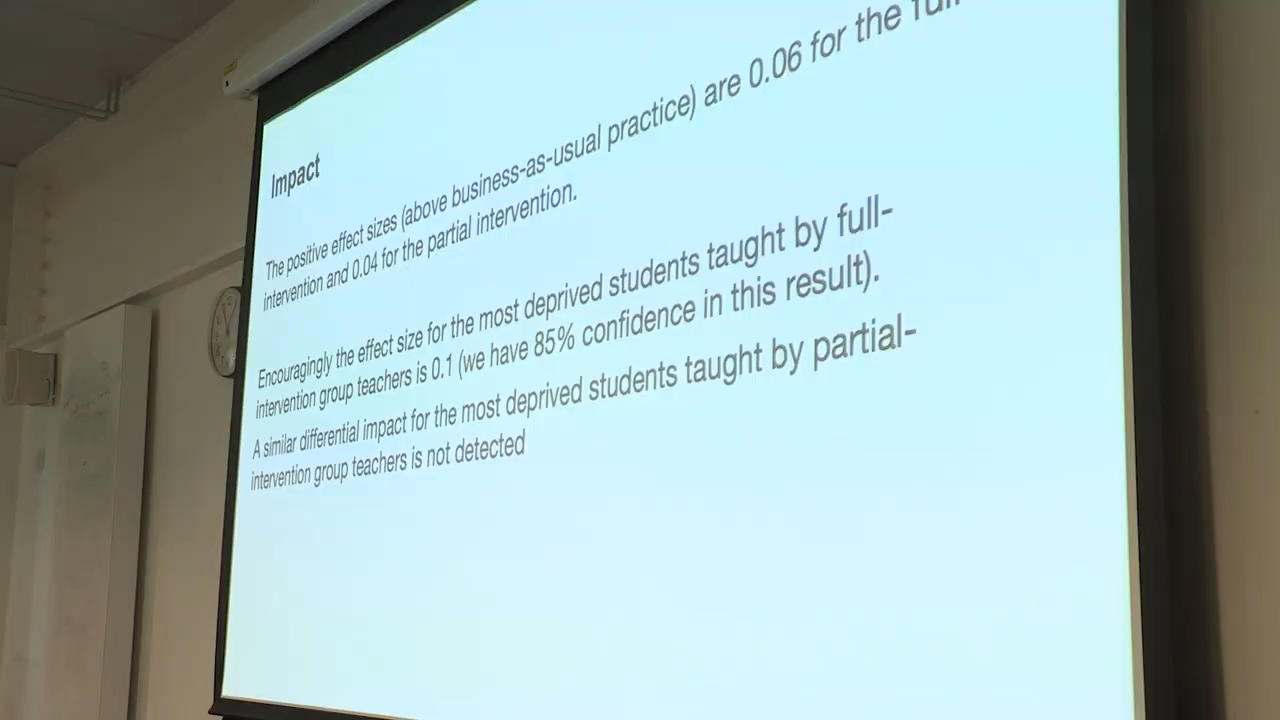 Impact
The positive effect sizes (above business-as-usual practice) are 0.06 for the
intervention and 0.04 for the partial intervention.
Encouragingly the effect size for the most deprived students taught by full-
intervention group teachers is 0.1 (we have 85% confidence in this result).
A similar differential impact for the most deprived students taught by partial-
intervention group teachers is not detected